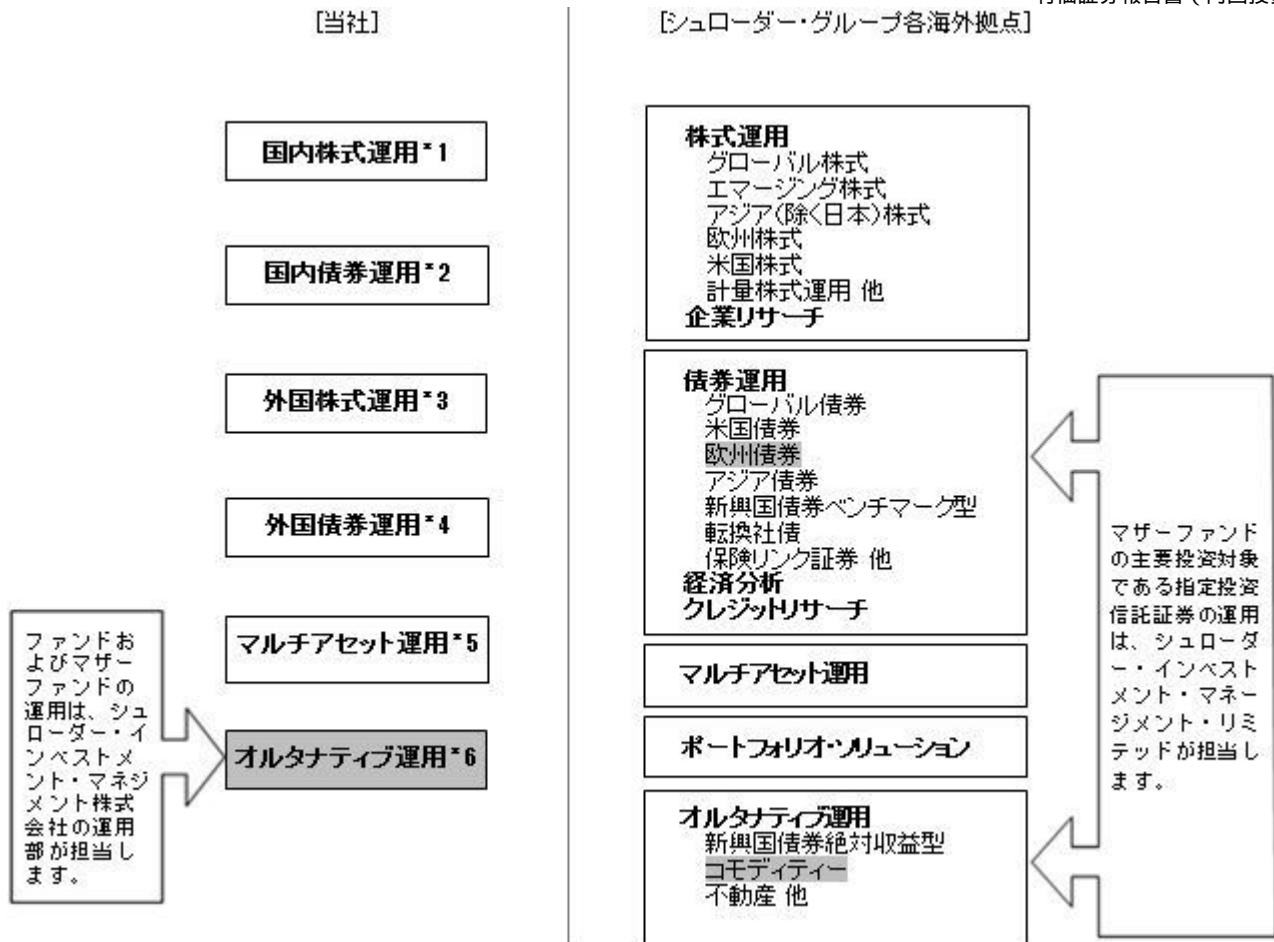 [当社]
[シュローダー・グループ各海外拠点]
国内株式運用*1
国内債券運用*2
外国株式運用*3
外国債券運用*4
マルチアセット運用*5
オルタナティブ運用*6
ファンドお
よびマザー
ファンドの
運用は、シュ
ローダー・イ
ンベストメ
ント・マネジ
メント株式
会社の運用
部が担当し
ます。
株式運用
グローバル株式
エマージング株式
アジア(除く日本)株式
欧州株式
米国株式
計量株式運用 他
企業リサーチ
債券運用
グローバル債券
米国債券
欧州債券
アジア債券
新興国債券ベンチマーク型
転換社債
保険リンク証券 他
経済分析
クレジットリサーチ
マルチアセット運用
ポートフォリオ・ソリューション
オルタナティブ運用
新興国債券絶対収益型
コモディティー
不動産 他
マザーファンド
の主要投資対象
である指定投資
信託証券の運用
は、シュローダ
ー・インベスト
メント・マネー
ジメント・リミ
テッドが担当し
ます。